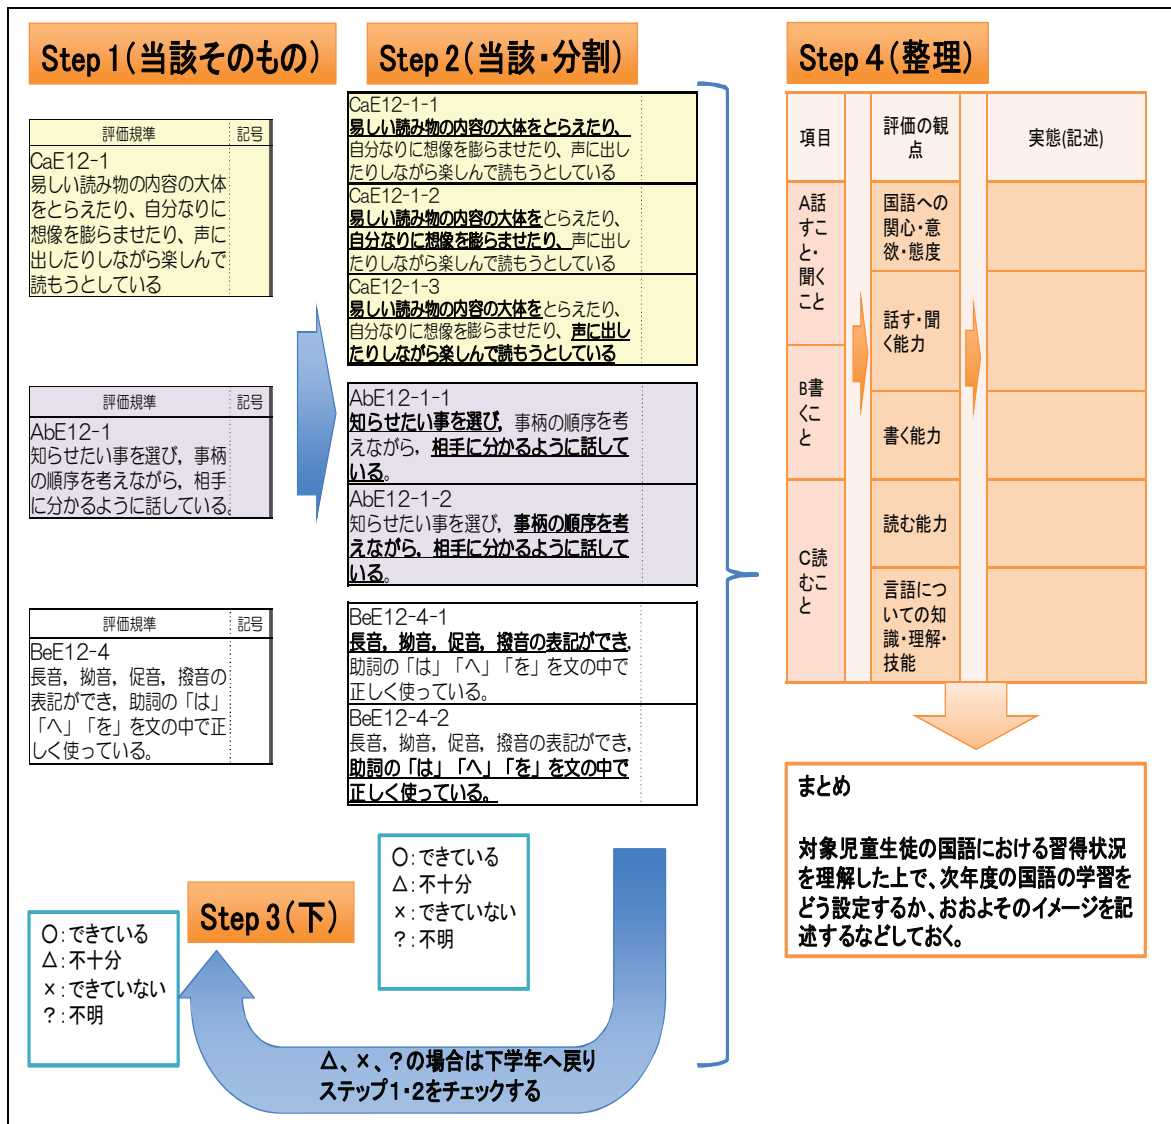 Step 1(当該そのもの)
評価規準 記号
CaE12-1
易しい読み物の内容の大体
をとらえたり、自分なりに
想像を膨らませたり、声に
出したりしながら楽しんで
読もうとしている
評価規準 記号
AbE12-1
知らせたい事を選び，事柄
の順序を考えながら，相手
に分かるように話している。
評価規準 記号
BeE12-4
長音，拗音，促音，撥音の
表記ができ，助詞の「は」
「へ」「を」を文の中で正
しく使っている。
Step 2(当該・分割)
CaE12-1-1
易しい読み物の内容の大体をとらえたり、
自分なりに想像を膨らませたり、声に出し
たりしながら楽しんで読もうとしている
CaE12-1-2
易しい読み物の内容の大体をとらえたり、
自分なりに想像を膨らませたり、声に出し
たりしながら楽しんで読もうとしている
CaE12-1-3
易しい読み物の内容の大体をとらえたり、
自分なりに想像を膨らませたり、声に出し
たりしながら楽しんで読もうとしている
AbE12-1-1
知らせたい事を選び，事柄の順序を考
えながら，相手に分かるように話して
いる。
AbE12-1-2
知らせたい事を選び，事柄の順序を考
えながら，相手に分かるように話して
いる。
BeE12-4-1
長音，拗音，促音，撥音の表記ができ，
助詞の「は」「へ」「を」を文の中で
正しく使っている。
BeE12-4-2
長音，拗音，促音，撥音の表記ができ，
助詞の「は」「へ」「を」を文の中で
正しく使っている。
○：できている
△：不十分
×：できていない
？：不明
Step 3(下)
○：できている
△：不十分
×：できていない
？：不明
△、×、？の場合は下学年へ戻り
ステップ1・2をチェックする
Step 4(整理)
項目
評価の観
点
実態(記述)
A話
すこ
と・
聞く
こと
B書
くこ
と
C読
むこ
と
国語への
関心・意
欲・態度
話す・聞
く能力
書く能力
読む能力
言語につ
いての知
識・理解・
技能
まとめ
対象児童生徒の国語における習得状況
を理解した上で、次年度の国語の学習を
どう設定するか、おおよそのイメージを記
述するなどしておく。